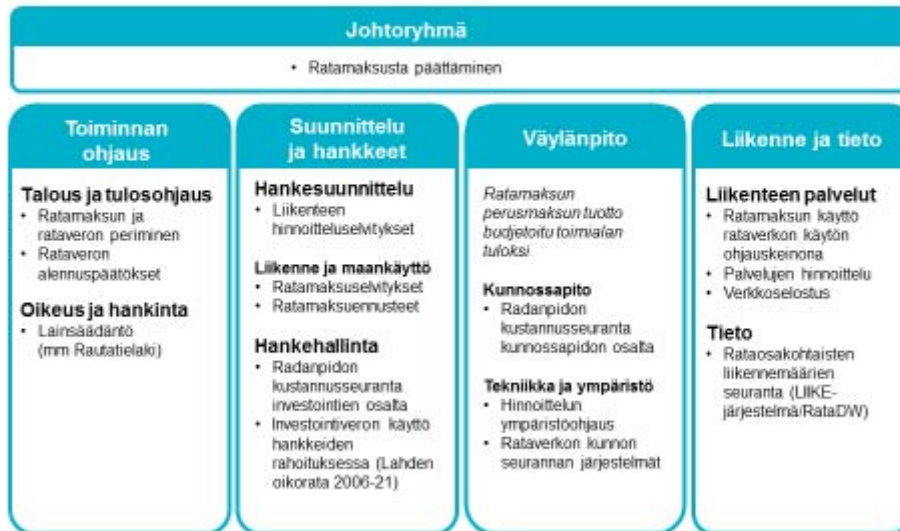 Johtoryhmä
• Ratamaksusta päättäminen
Toiminnan
ohjaus
Talous ja tulosohjaus
• Ratamaksun ja
rataveron periminen
• Rataveron
alennuspäätökset
Oikeus ja hankinta
• Lainsäädäntö
(mm Rautatielaki)
Suunnittelu
ja hankkeet
Hankesuunnittelu
• Liikenteen
hinnoitteluselvitykset
Liikenne ja maankäyttö
• Ratamaksuselvitykset
• Ratamaksuennusteet
Hankehallinta
• Radanpidon
kustannusseuranta
investointien osalta
• Investointiveron käyttö
hankkeiden
rahoituksessa (Lahden
oikorata 2006-21)
Väylänpito
Ratamaksun
perusmaksun tuotto
budjetoitu toimialan
tuloksi
Kunnossapito
• Radanpidon
kustannusseuranta
kunnossapidon osalta
Tekniikka ja ympäristö
• Hinnoittelun
ympäristöohjaus
• Rataverkon kunnon
seurannan järjestelmät
Liikenne ja tieto
Liikenteen palvelut
• Ratamaksun käyttö
rataverkon käytön
ohjauskeinona
• Palvelujen hinnoittelu
• Verkkoselostus
Tieto
• Rataosakohtaisten
liikennemäärien
seuranta (LIIKE-
järjestelmä/RataDW)